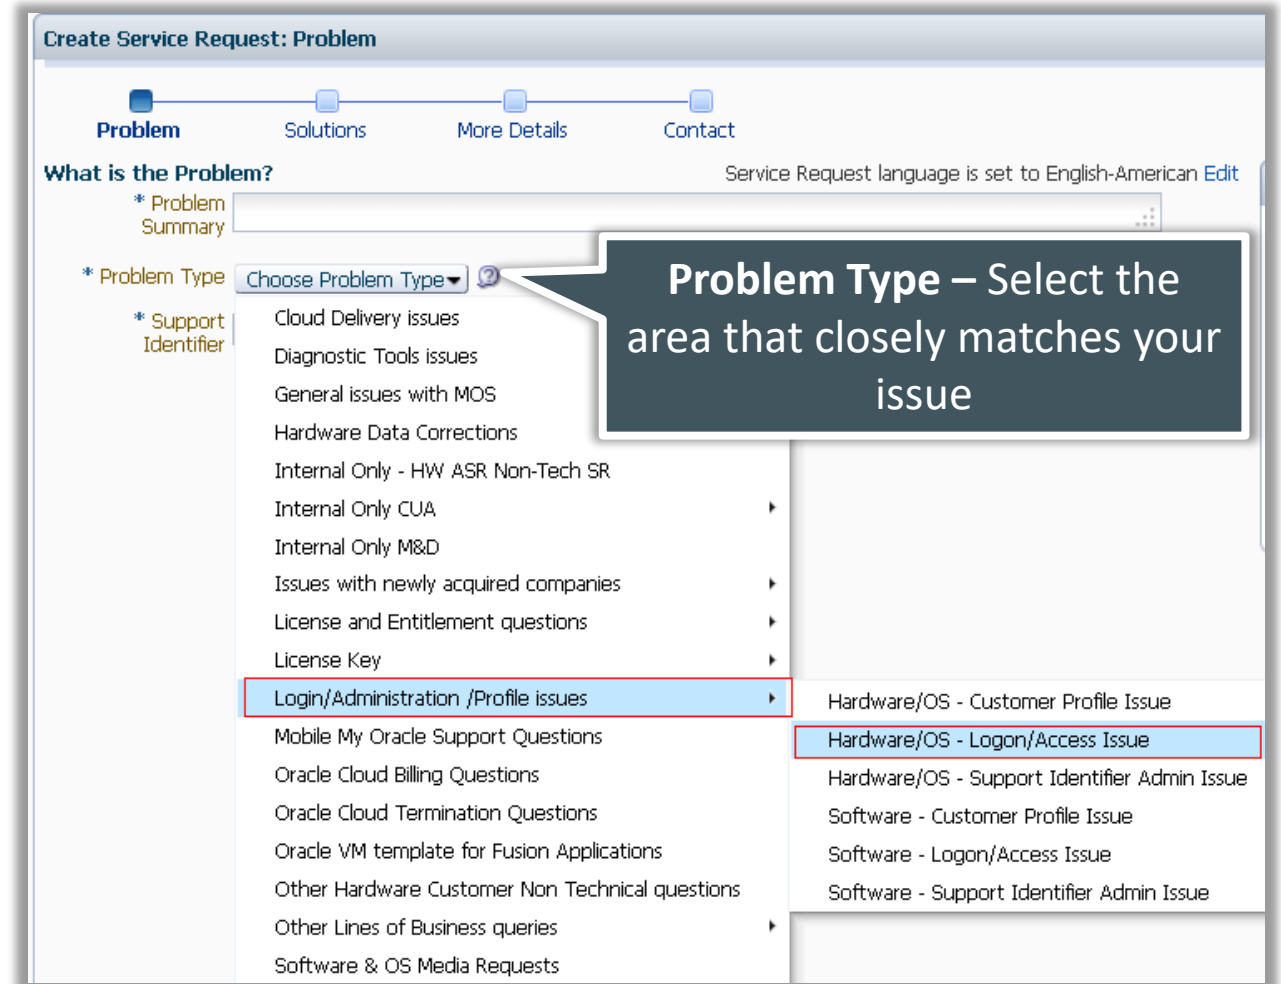 Create Service Request: Problem
Problem
Solutions
More Details
Contact
What is the Problem?
Service Request language is set to English-American Edit
* Problem
Summary
* Problem Type
Choose Problem Type
Problem Type – Select the
area that closely matches your
issue
* Support
Identifier
Cloud Delivery issues
Diagnostic Tools issues
General issues with MOS
Hardware Data Corrections
Internal Only - HW ASR Non-Tech SR
Internal Only CUA
Internal Only M&D
Issues with newly acquired companies
License and Entitlement questions
License Key
Login/Administration /Profile issues
Mobile My Oracle Support Questions
Oracle Cloud Billing Questions
Oracle Cloud Termination Questions
Oracle VM template for Fusion Applications
Other Hardware Customer Non Technical questions
Other Lines of Business queries
Software & OS Media Requests
Hardware/OS - Customer Profile Issue
Hardware/OS - Logon/Access Issue
Hardware/OS - Support Identifier Admin Issue
Software - Customer Profile Issue
Software - Logon/Access Issue
Software - Support Identifier Admin Issue